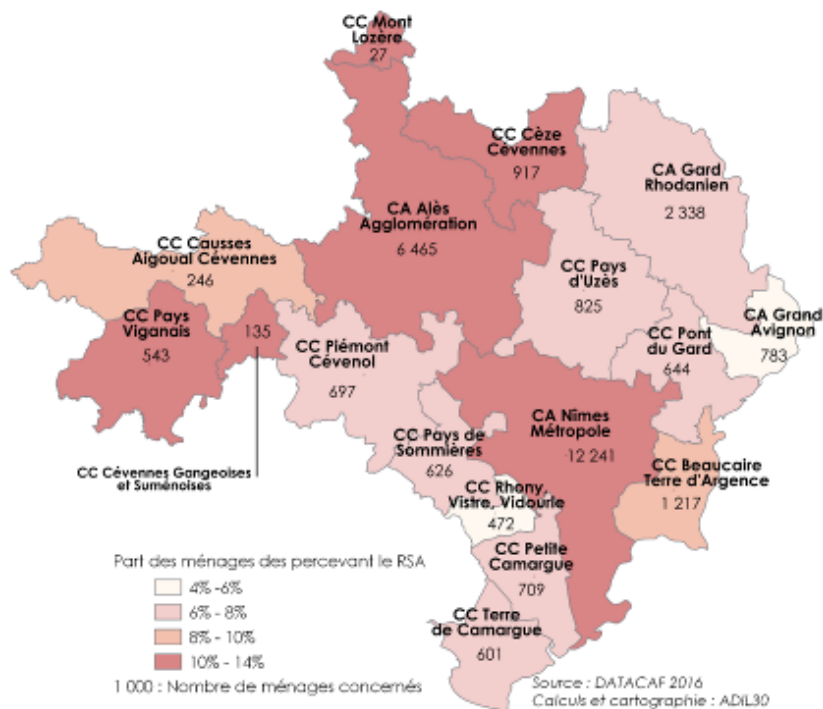 CC Mont
Lozère
27
CC Cèze
Cévennes
917
CA Gard
Rhodanien
2 338
CA Alès
Agglomération
6 465
CC Causses
Aigoual Cévennes
246
CC Pays
d'Uzès
825
CC Pays
Viganais
543
135
CC Piémont
Cévenol
697
CA Grand
Avignon
783
CC Pont
du Gard
644
CA Nîmes
Métropole
12 241
CC Pays de
Sommières
626
CC Cévennes Gangeoises
et Suménoises
CC Beaucaire
Terre d'Argence
1 217
CC Rhony,
Vistre, Vidourle
472
CC Petite
Camargue
709
CC Terre
de Camargue
601
Part des ménages des percevant le RSA
4% -6%
6% - 8%
8% - 10%
10% - 14%
1 000 : Nombre de ménages concernés
Source : DATACAF 2016
Calculs et cartographie : ADIL30